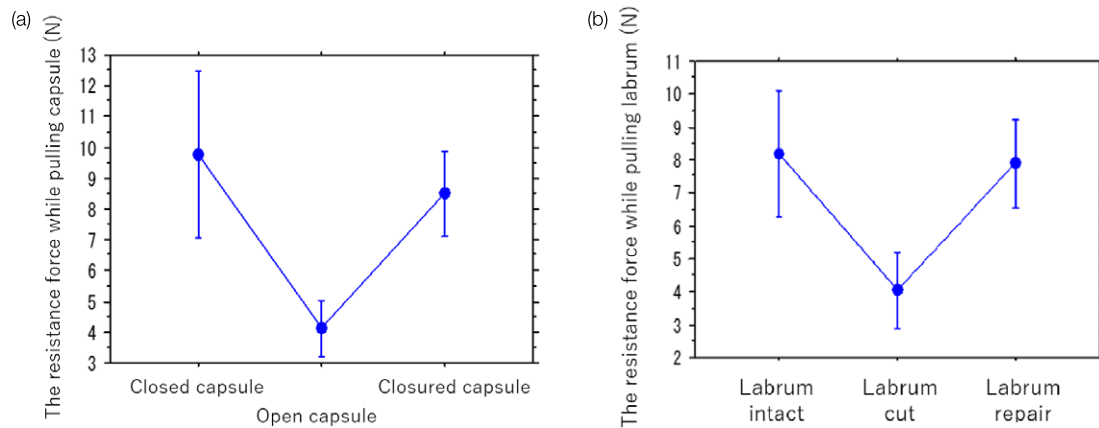 (a)
The resistance force while pulling capsule (N)
13
12
11
10
9
8
7
6
5
4
3
Closed capsule
Open capsule
Closured capsule
(b)
The resistance force while pulling labrum (N)
11
10
9
8
7
6
5
4
3
2
Labrum
intact
Labrum
cut
Labrum
repair